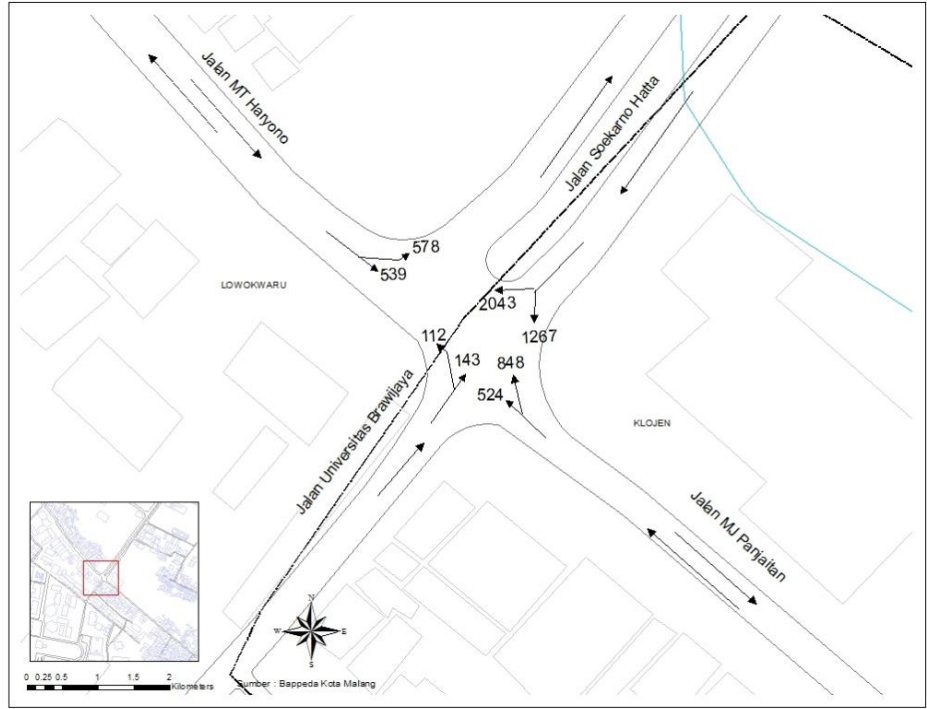 Jalan MT Haryono
Jalan Soekarno Hatta
578
539
LOWOKWARU
2043
1267
112
143
848
524
Jalan Universitas Brawijaya
KLOJEN
Jalan MJ Panjaitan
N
W
E
S
0 0.25 0.5 1 1.5 2
Kilometers
Sumber : Bappeda Kota Malang